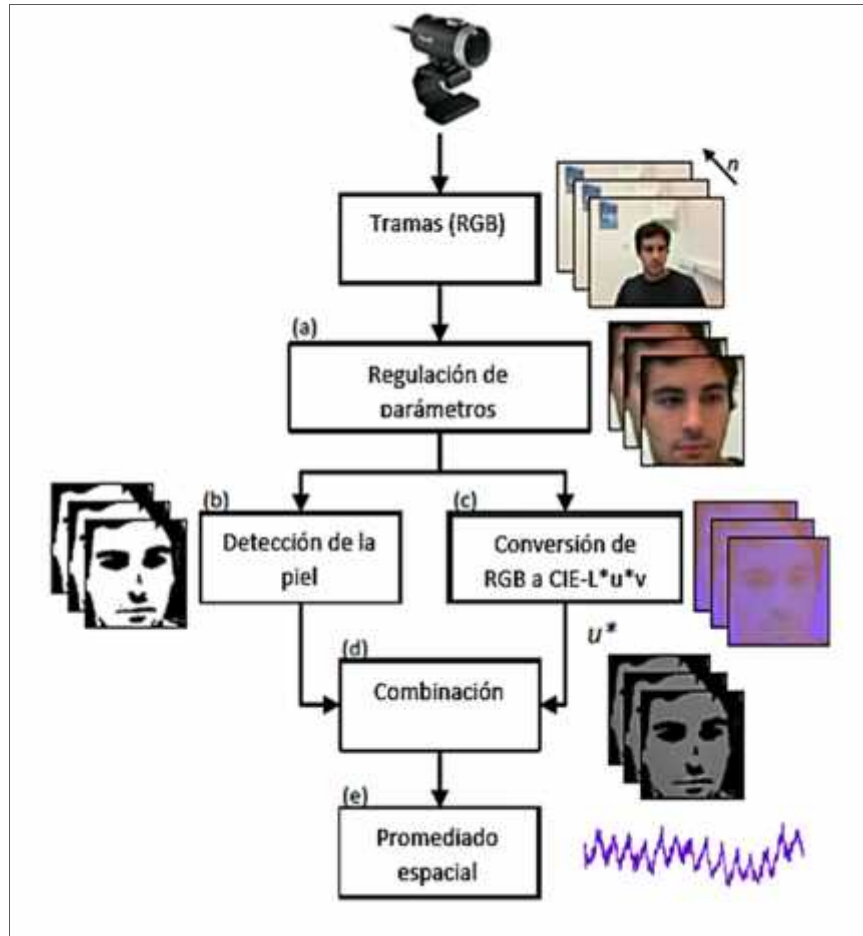 n
Tramas (RGB)
(a)
Regulación de
parámetros
(b)
Detección de la
piel
(c)
Conversión de
RGB a CIE-L*u*v
u*
(d)
Combinación
(e)
Promediado
espacial